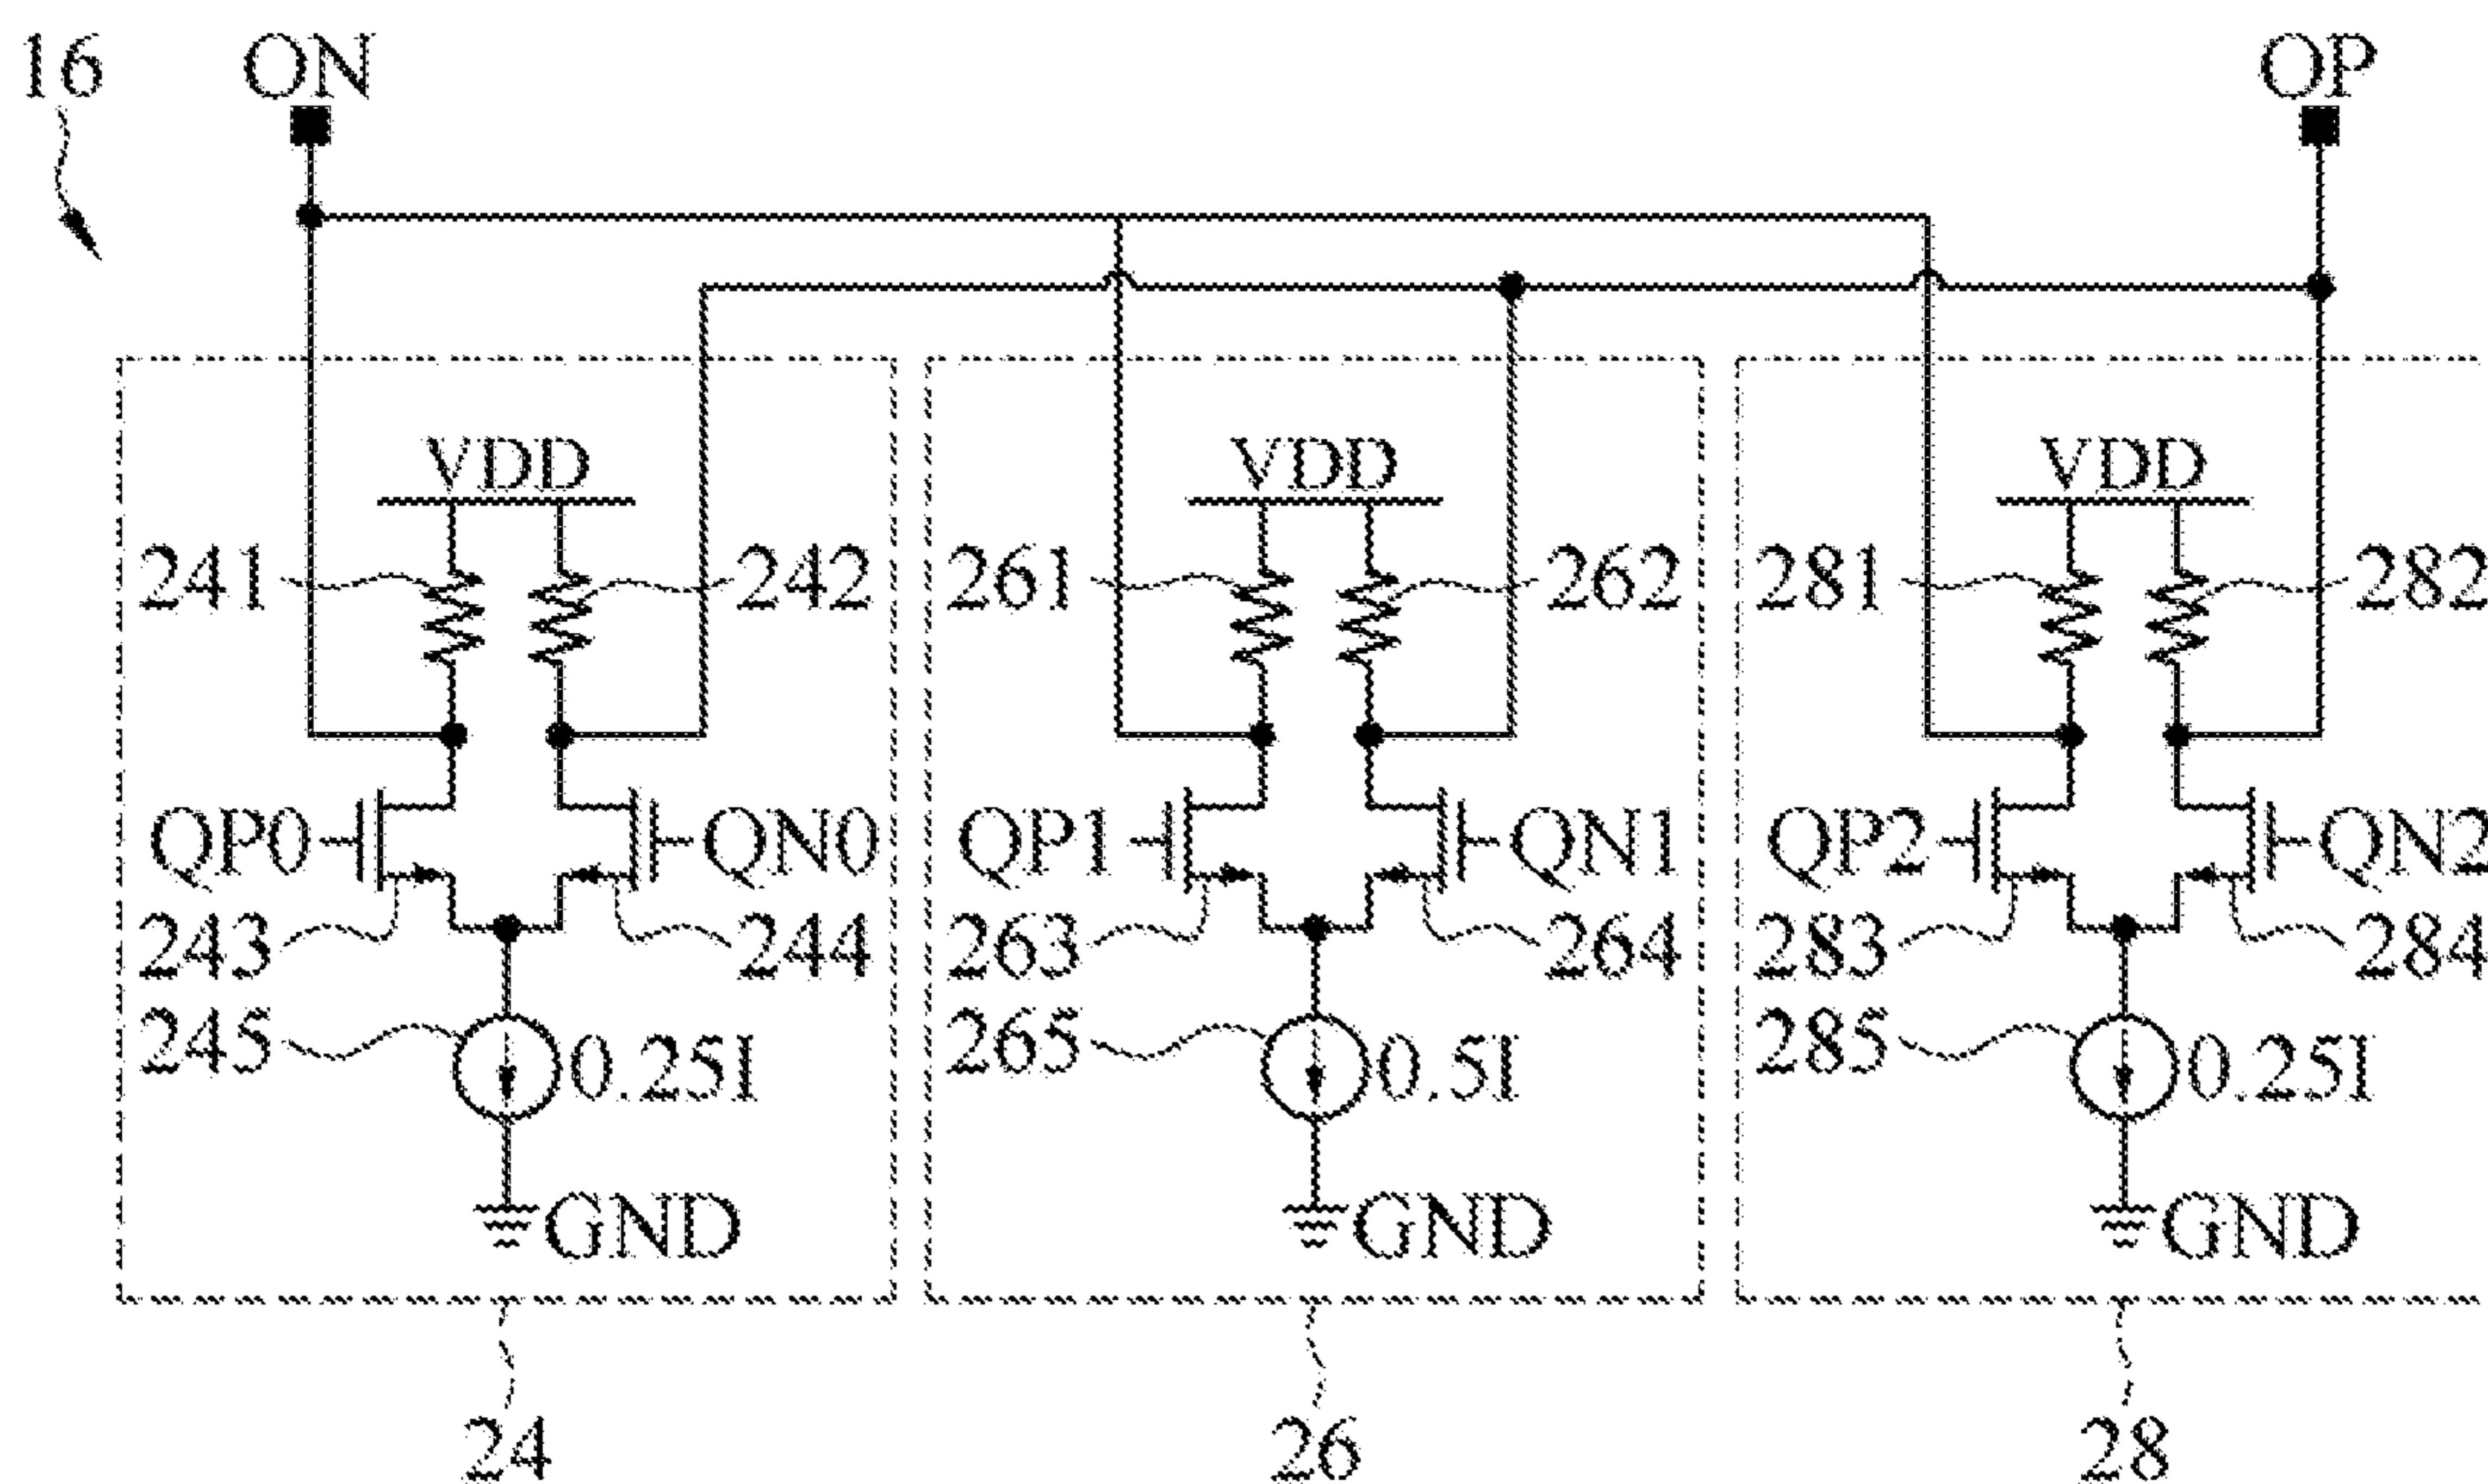 16 ON OP
VDD VDD VDD
241 242 261 262 281 282
QP0 QN0 QP1 QN1 QP2 QN2
243 244 263 264 283 284
245 0.25I 265 0.5I 285 0.25I
GND GND GND
24 26 28